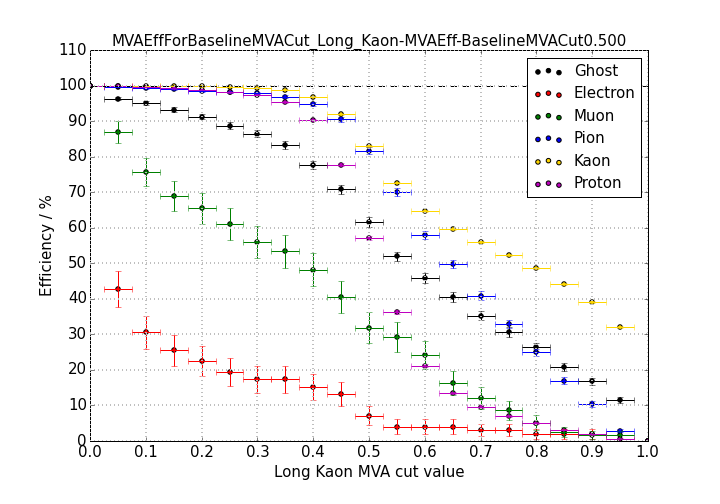 MVAEffForBaselineMVACut_Long_Kaon-MVAEff-BaselineMVACut0.500
110
100
90
80
70
60
50
40
30
20
10
0
Efficiency / %
Ghost
Electron
Muon
Pion
Kaon
Proton
0.0 0.1 0.2 0.3 0.4 0.5 0.6 0.7 0.8 0.9 1.0
Long Kaon MVA cut value